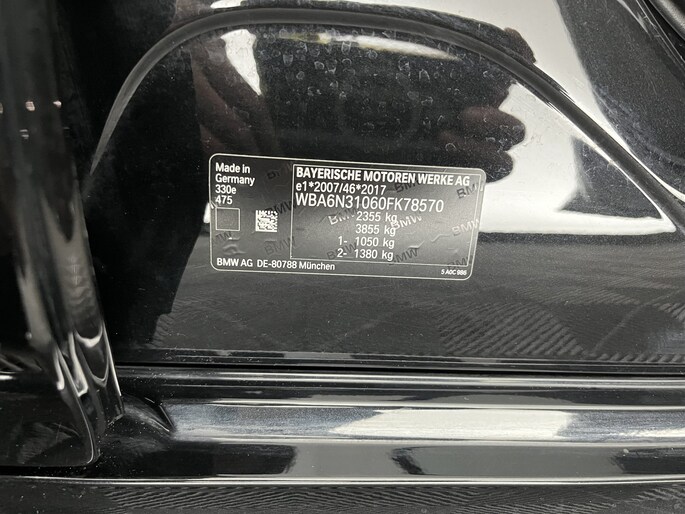 Made in
Germany
330e
475
BAYERISCHE MOTOREN WERKE AG
e1*2007/46*2017
WBA6N31060FK78570
2355 kg
3855 kg
1- 1050 kg
2- 1380 kg
BMW AG DE-80788 München
5 A0C 986